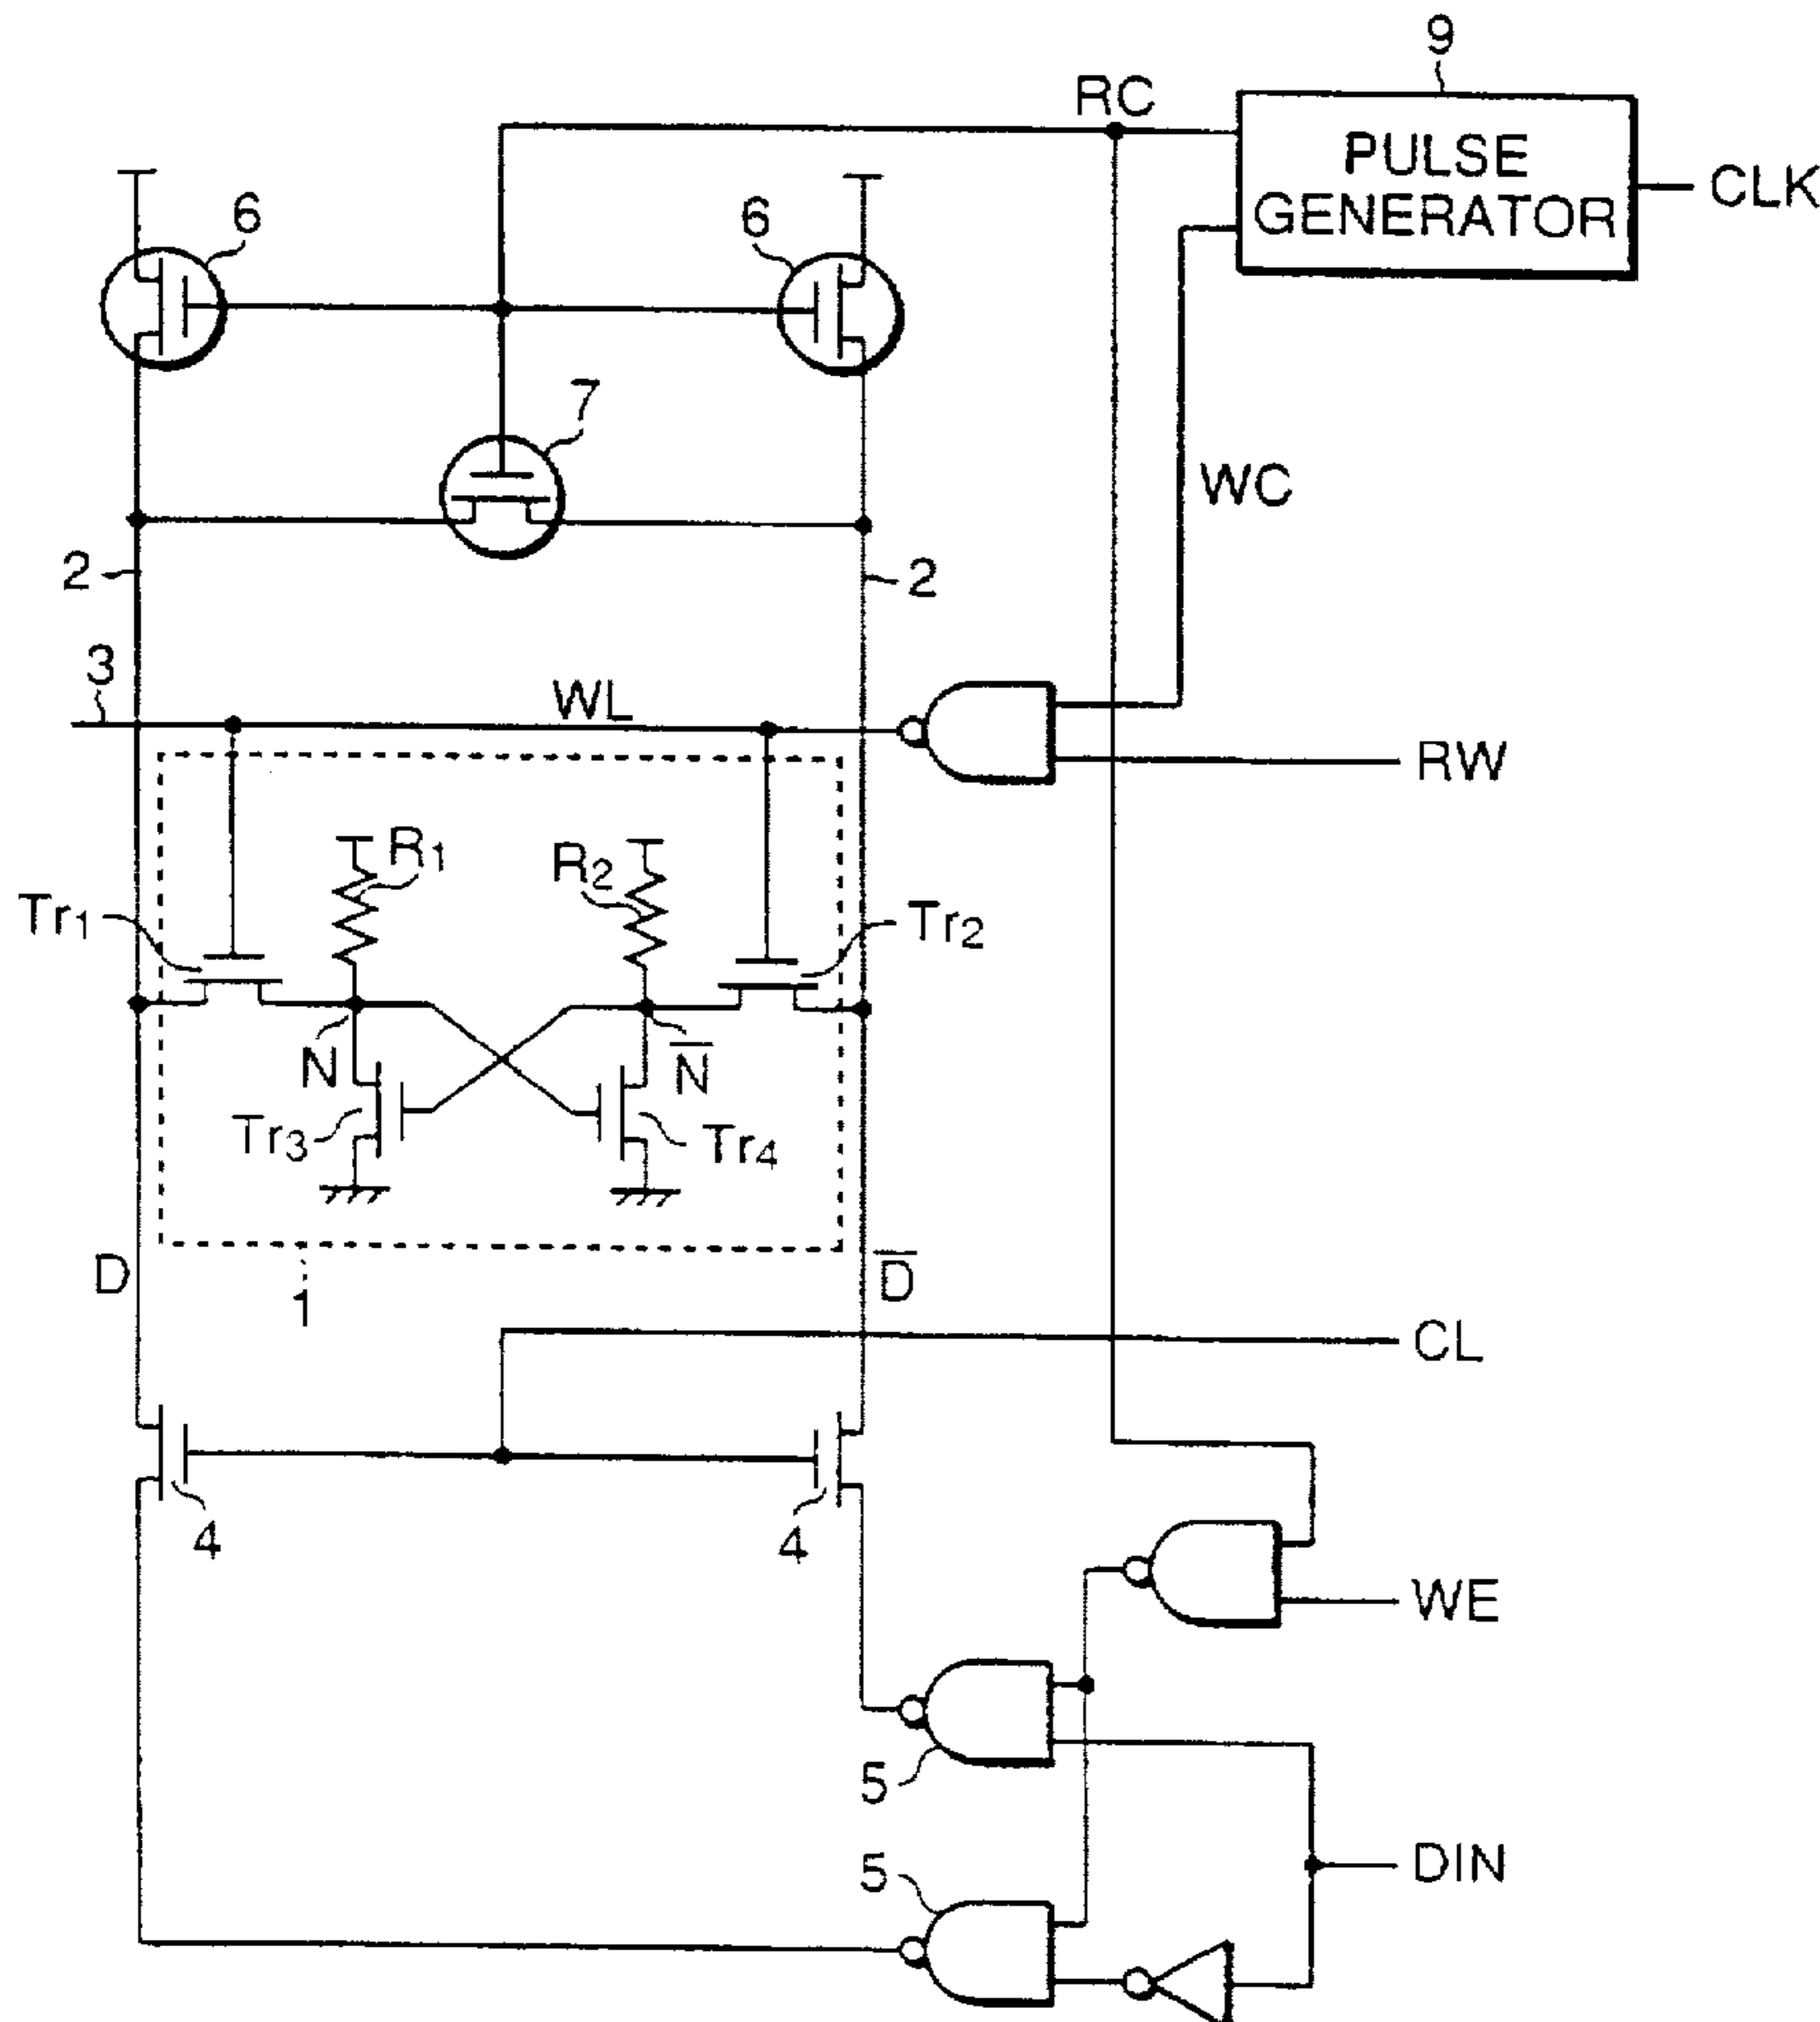 9
RC
PULSE
GENERATOR
CLK
6
6
7
WC
2
2
3
WL
RW
R1
R2
Tr1
Tr2
N
N̅
Tr3
Tr4
D
D̅
1
CL
4
4
WE
5
5
DIN